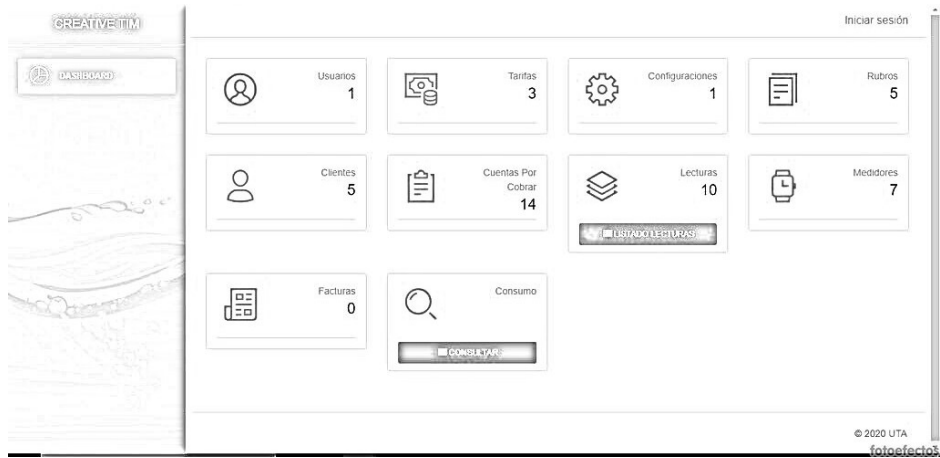 CREATIVE TIM
Iniciar sesión
DASHBOARD
Usuarios
1
Tarifas
3
Configuraciones
1
Rubros
5
Clientes
5
Cuentas Por
Cobrar
14
Lecturas
10
LISTADO LECTURAS
Medidores
7
Facturas
0
Consumo
CONSULTAR
© 2020 UTA
fotoefectos